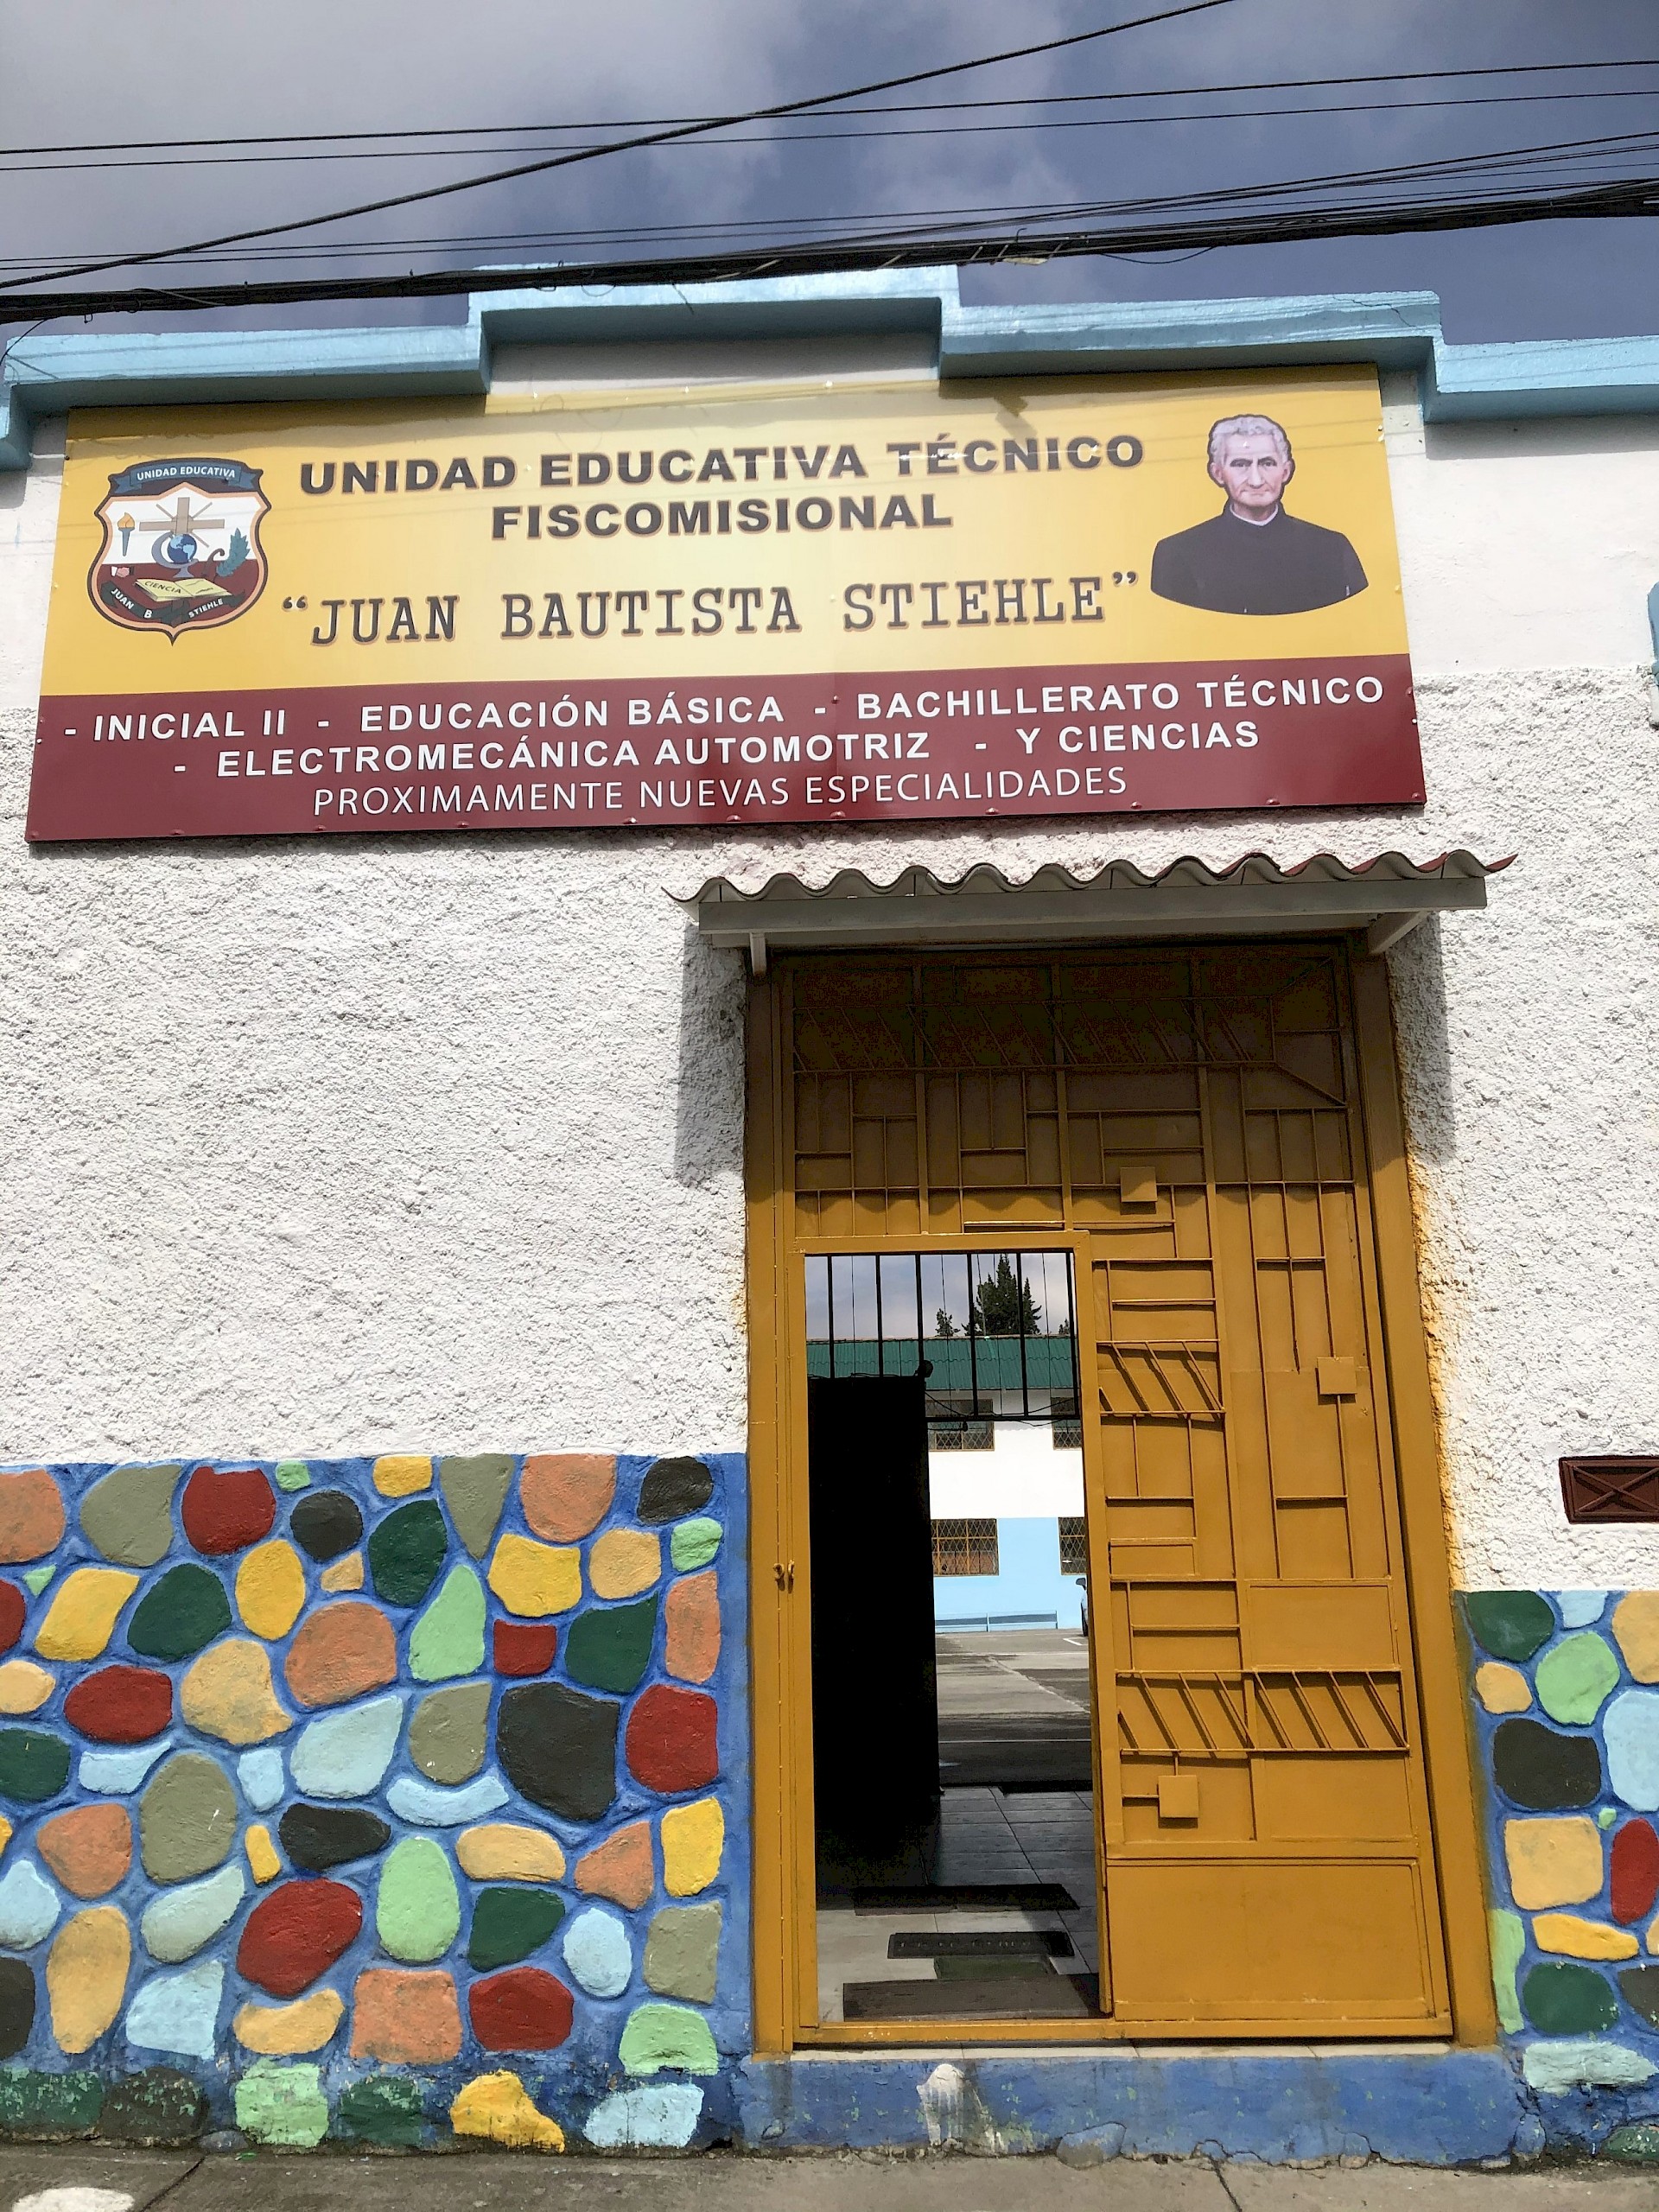 UNIDAD EDUCATIVA
CIENCIA
JUAN B STIEHLE
UNIDAD EDUCATIVA TÉCNICO
FISCOMISIONAL
“JUAN BAUTISTA STIEHLE”
- INICIAL II - EDUCACIÓN BÁSICA - BACHILLERATO TÉCNICO
- ELECTROMECÁNICA AUTOMOTRIZ - Y CIENCIAS
PROXIMAMENTE NUEVAS ESPECIALIDADES